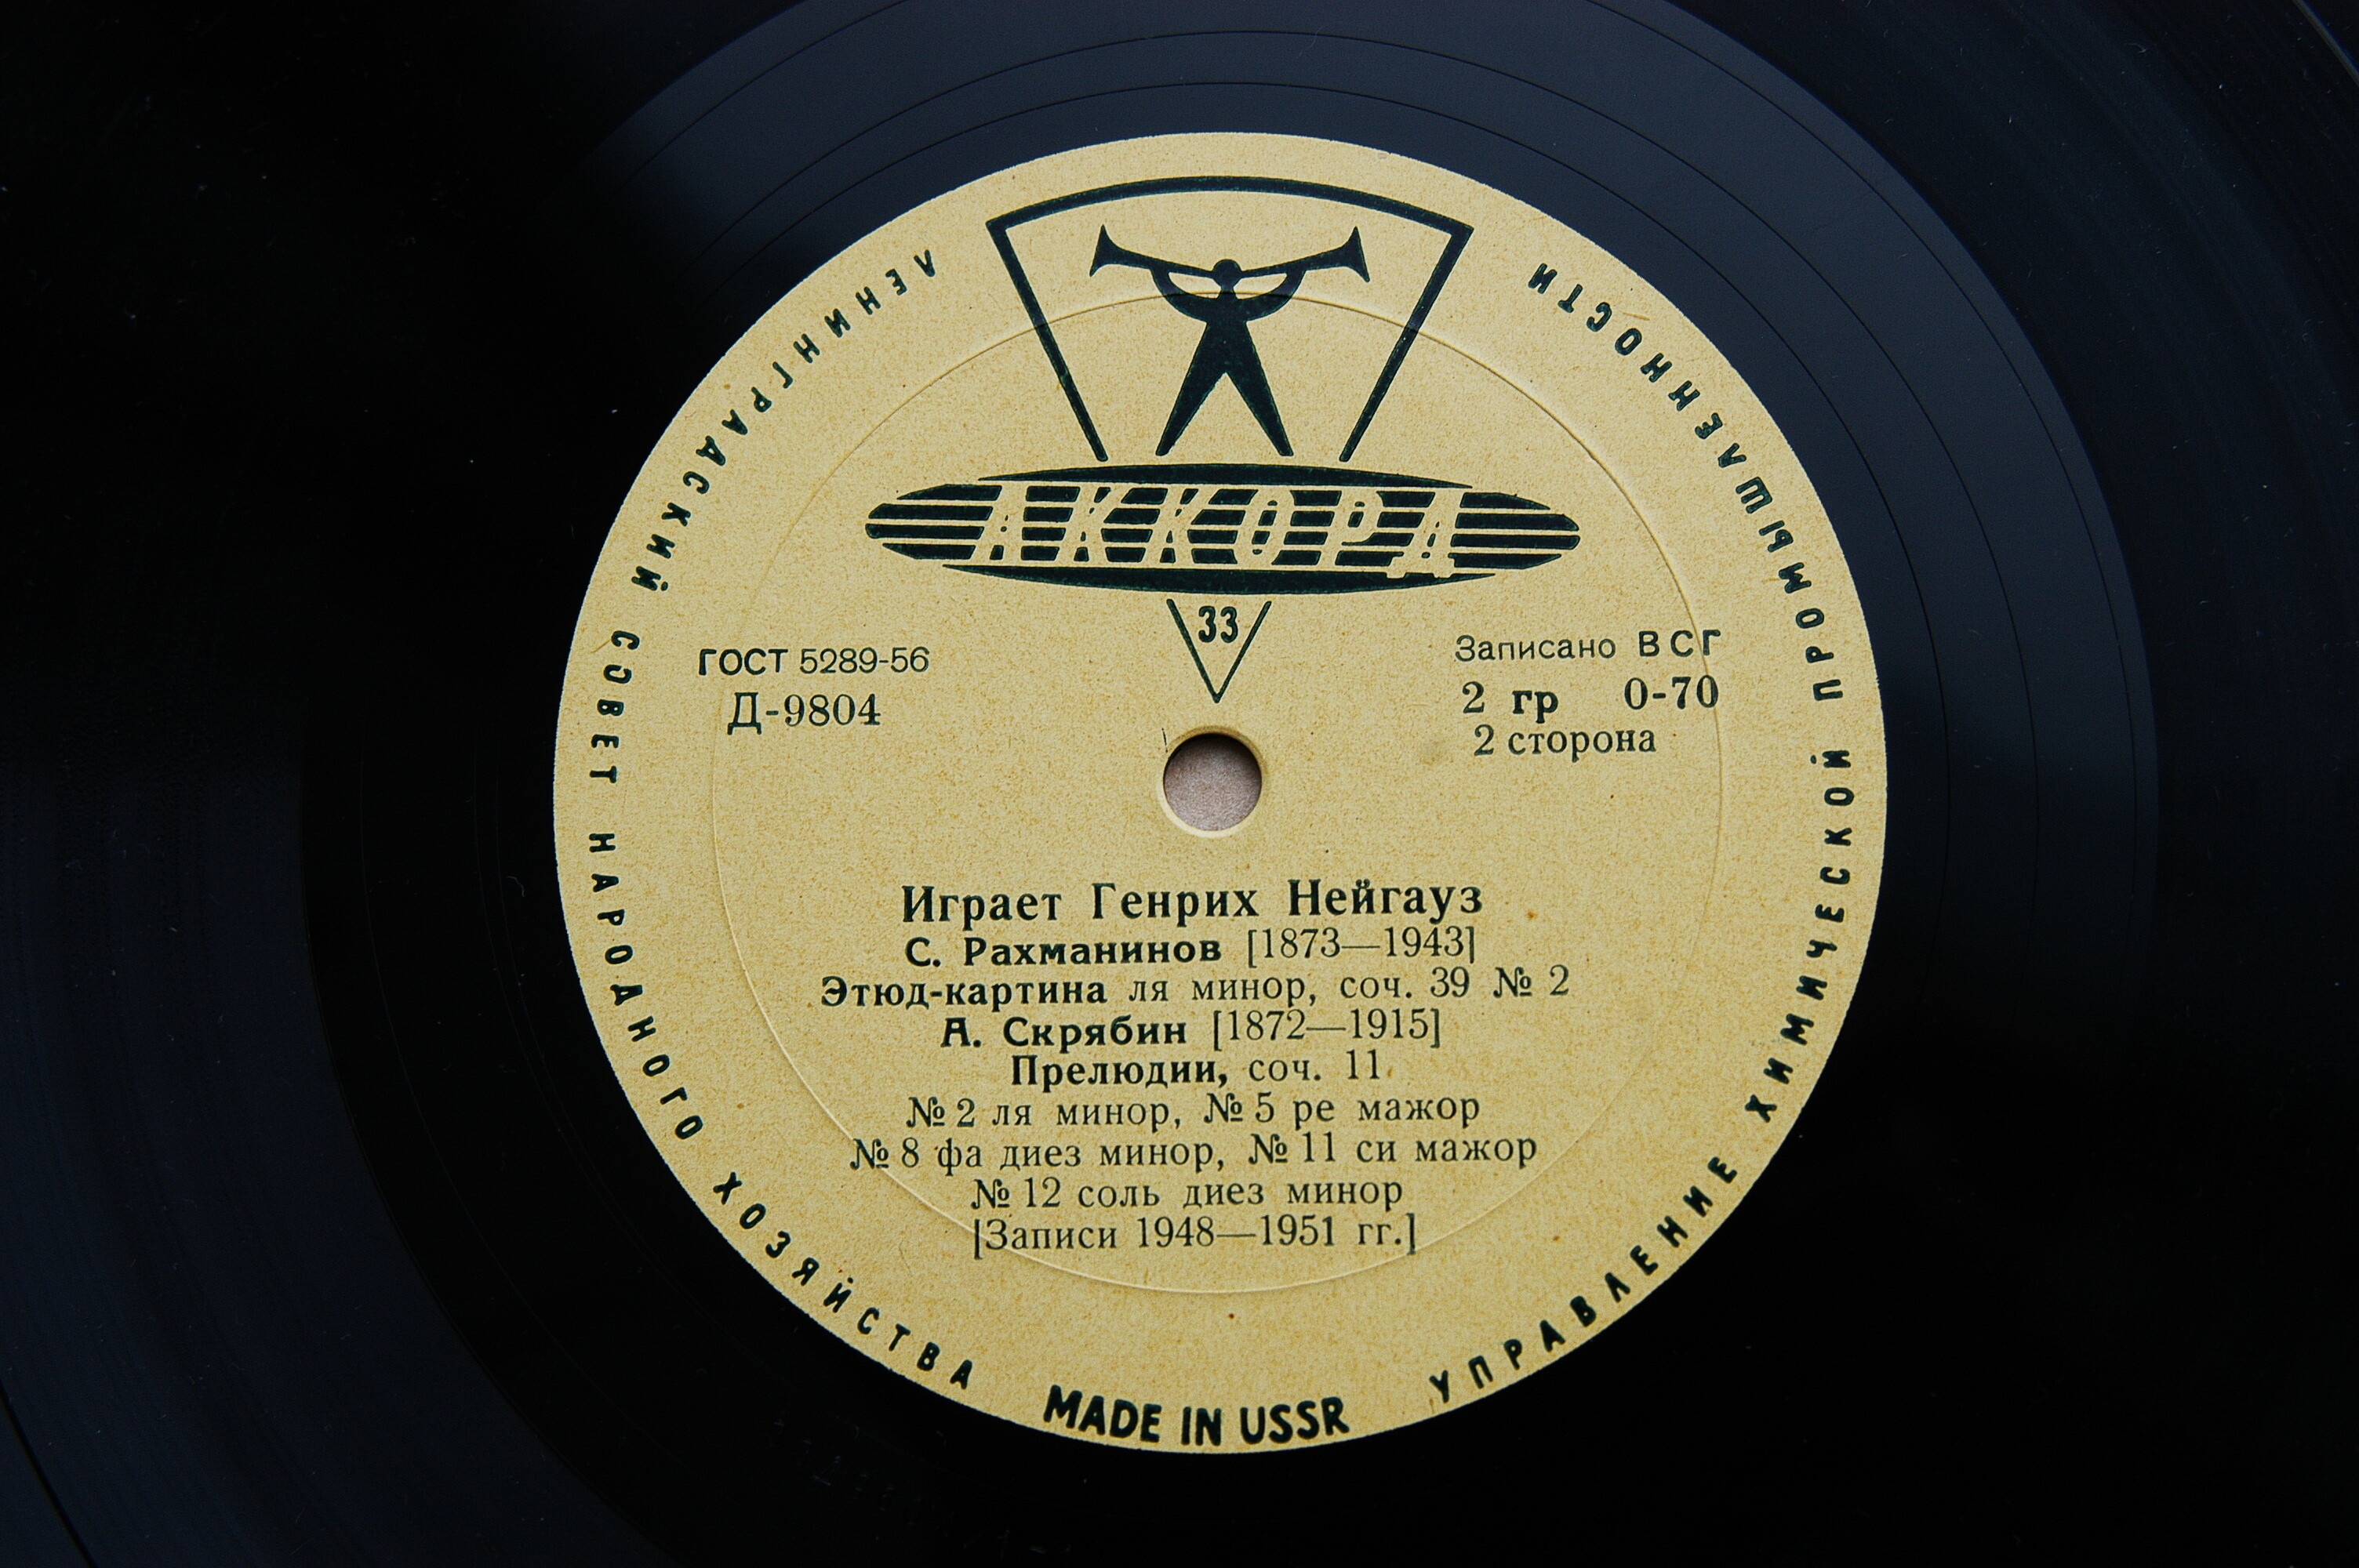 АККОРД
33
ГОСТ 5289-56
Д-9804
Записано ВСГ
2 гр 0-70
2 сторона
Играет Генрих Нейгауз
С. Рахманинов [1873—1943]
Этюд-картина ля минор, соч. 39 № 2
А. Скрябин [1872—1915]
Прелюдии, соч. 11
№ 2 ля минор, № 5 ре мажор
№ 8 фа диез минор, № 11 си мажор
№ 12 соль диез минор
[Записи 1948—1951 гг.]
ЛЕНИНГРАДСКИЙ СОВЕТ НАРОДНОГО ХОЗЯЙСТВА
MADE IN USSR
УПРАВЛЕНИЕ ХИМИЧЕСКОЙ ПРОМЫШЛЕННОСТИ